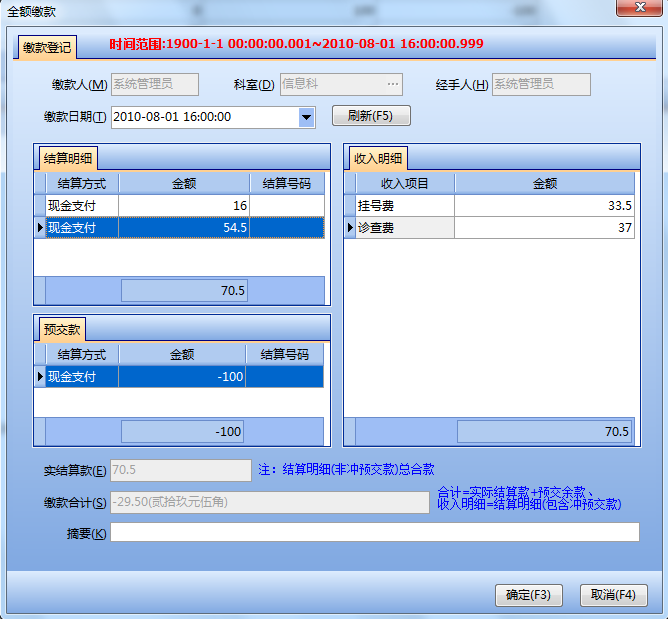 全额缴款
缴款登记
时间范围:1900-1-1 00:00:00.001~2010-08-01 16:00:00.999
缴款人(M) 系统管理员 科室(D) 信息科 ... 经手人(H) 系统管理员
缴款日期(T) 2010-08-01 16:00:00 刷新(F5)
结算明细
结算方式 金额 结算号码
现金支付 16
现金支付 54.5
70.5
预交款
结算方式 金额 结算号码
现金支付 -100
-100
收入明细
收入项目 金额
挂号费 33.5
诊查费 37
70.5
实结算款(E) 70.5 注：结算明细(非冲预交款)总合款
缴款合计(S) -29.50(贰拾玖元伍角)
合计=实际结算款+预交余款、
收入明细=结算明细(包含冲预交款)
摘要(K)
确定(F3) 取消(F4)